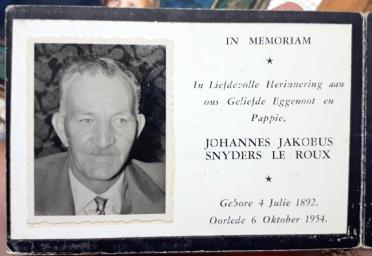 IN MEMORIAM
In Liefdevolle Herinnering aan
ons Geliefde Eggenoot en
Pappie.
JOHANNES JAKOBUS
SNYDERS LE ROUX
Gebore 4 Julie 1892.
Oorlede 6 Oktober 1954.